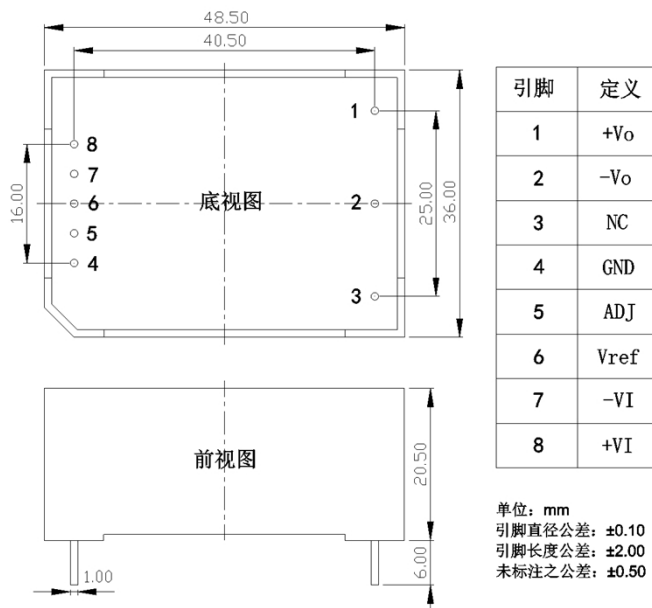 48.50
40.50
1
8
7
16.00
6
底视图
2
25.00
36.00
5
4
3
前视图
20.50
6.00
1.00
引脚 定义
1 +Vo
2 -Vo
3 NC
4 GND
5 ADJ
6 Vref
7 -VI
8 +VI
单位：mm
引脚直径公差：±0.10
引脚长度公差：±2.00
未标注之公差：±0.50